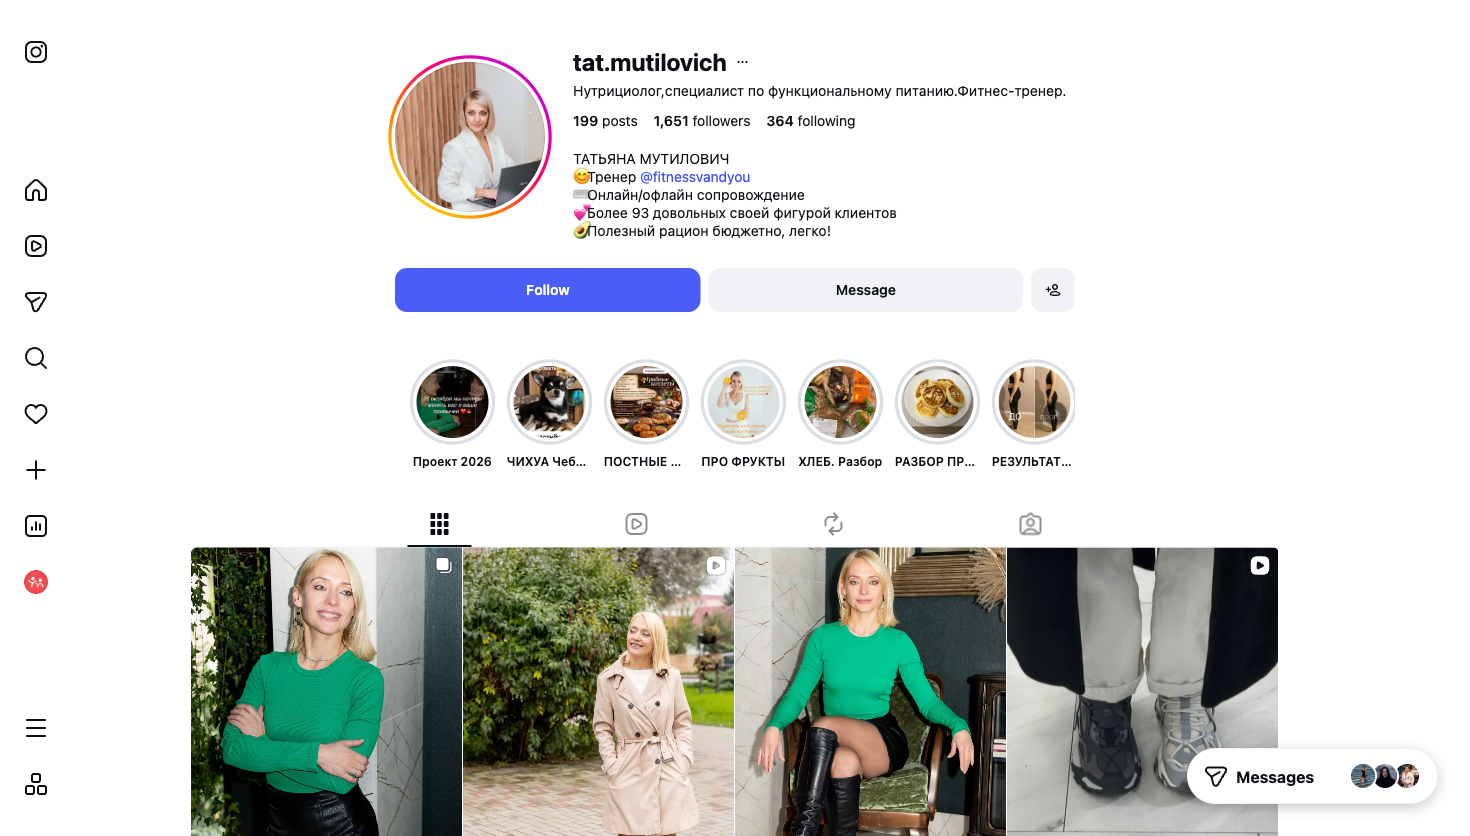 tat.mutilovich ...
Нутрициолог,специалист по функциональному питанию.Фитнес-тренер.
199 posts 1,651 followers 364 following
ТАТЬЯНА МУТИЛОВИЧ
😊Тренер @fitnessvandyou
Онлайн/офлайн сопровождение
💕Более 93 довольных своей фигурой клиентов
🥑Полезный рацион бюджетно, легко!
Follow
Message
Проект 2026
ЧИХУА Чеб...
ПОСТНЫЕ ...
ПРО ФРУКТЫ
ХЛЕБ. Разбор
РАЗБОР ПР...
РЕЗУЛЬТАТ...
Messages